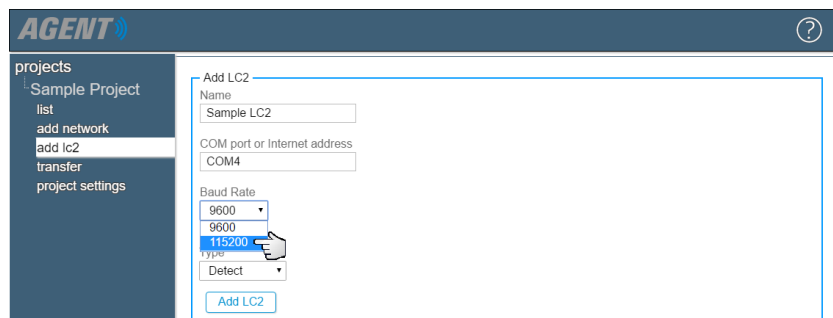 AGENT
?
projects
Sample Project
list
add network
add lc2
transfer
project settings
Add LC2
Name
Sample LC2
COM port or Internet address
COM4
Baud Rate
9600
9600
115200
Type
Detect
Add LC2